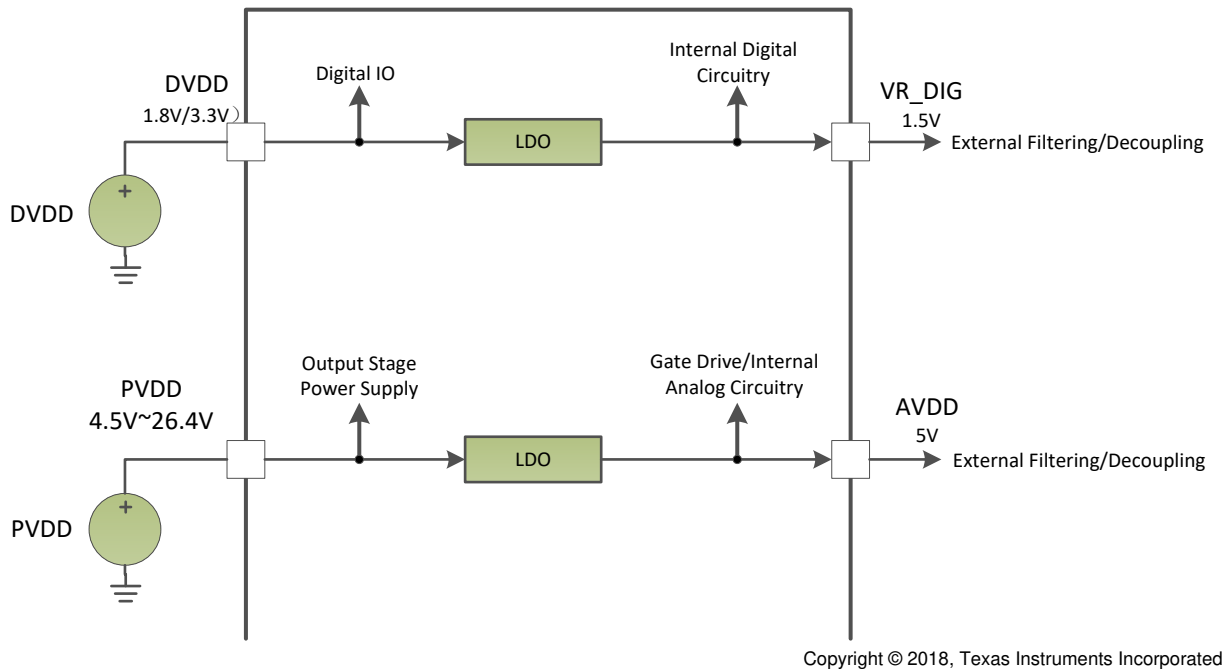 DVDD
1.8V/3.3V）
Digital IO
Internal Digital
Circuitry
VR_DIG
1.5V
LDO
External Filtering/Decoupling
+
DVDD
PVDD
4.5V~26.4V
Output Stage
Power Supply
Gate Drive/Internal
Analog Circuitry
AVDD
5V
LDO
External Filtering/Decoupling
+
PVDD
Copyright © 2018, Texas Instruments Incorporated